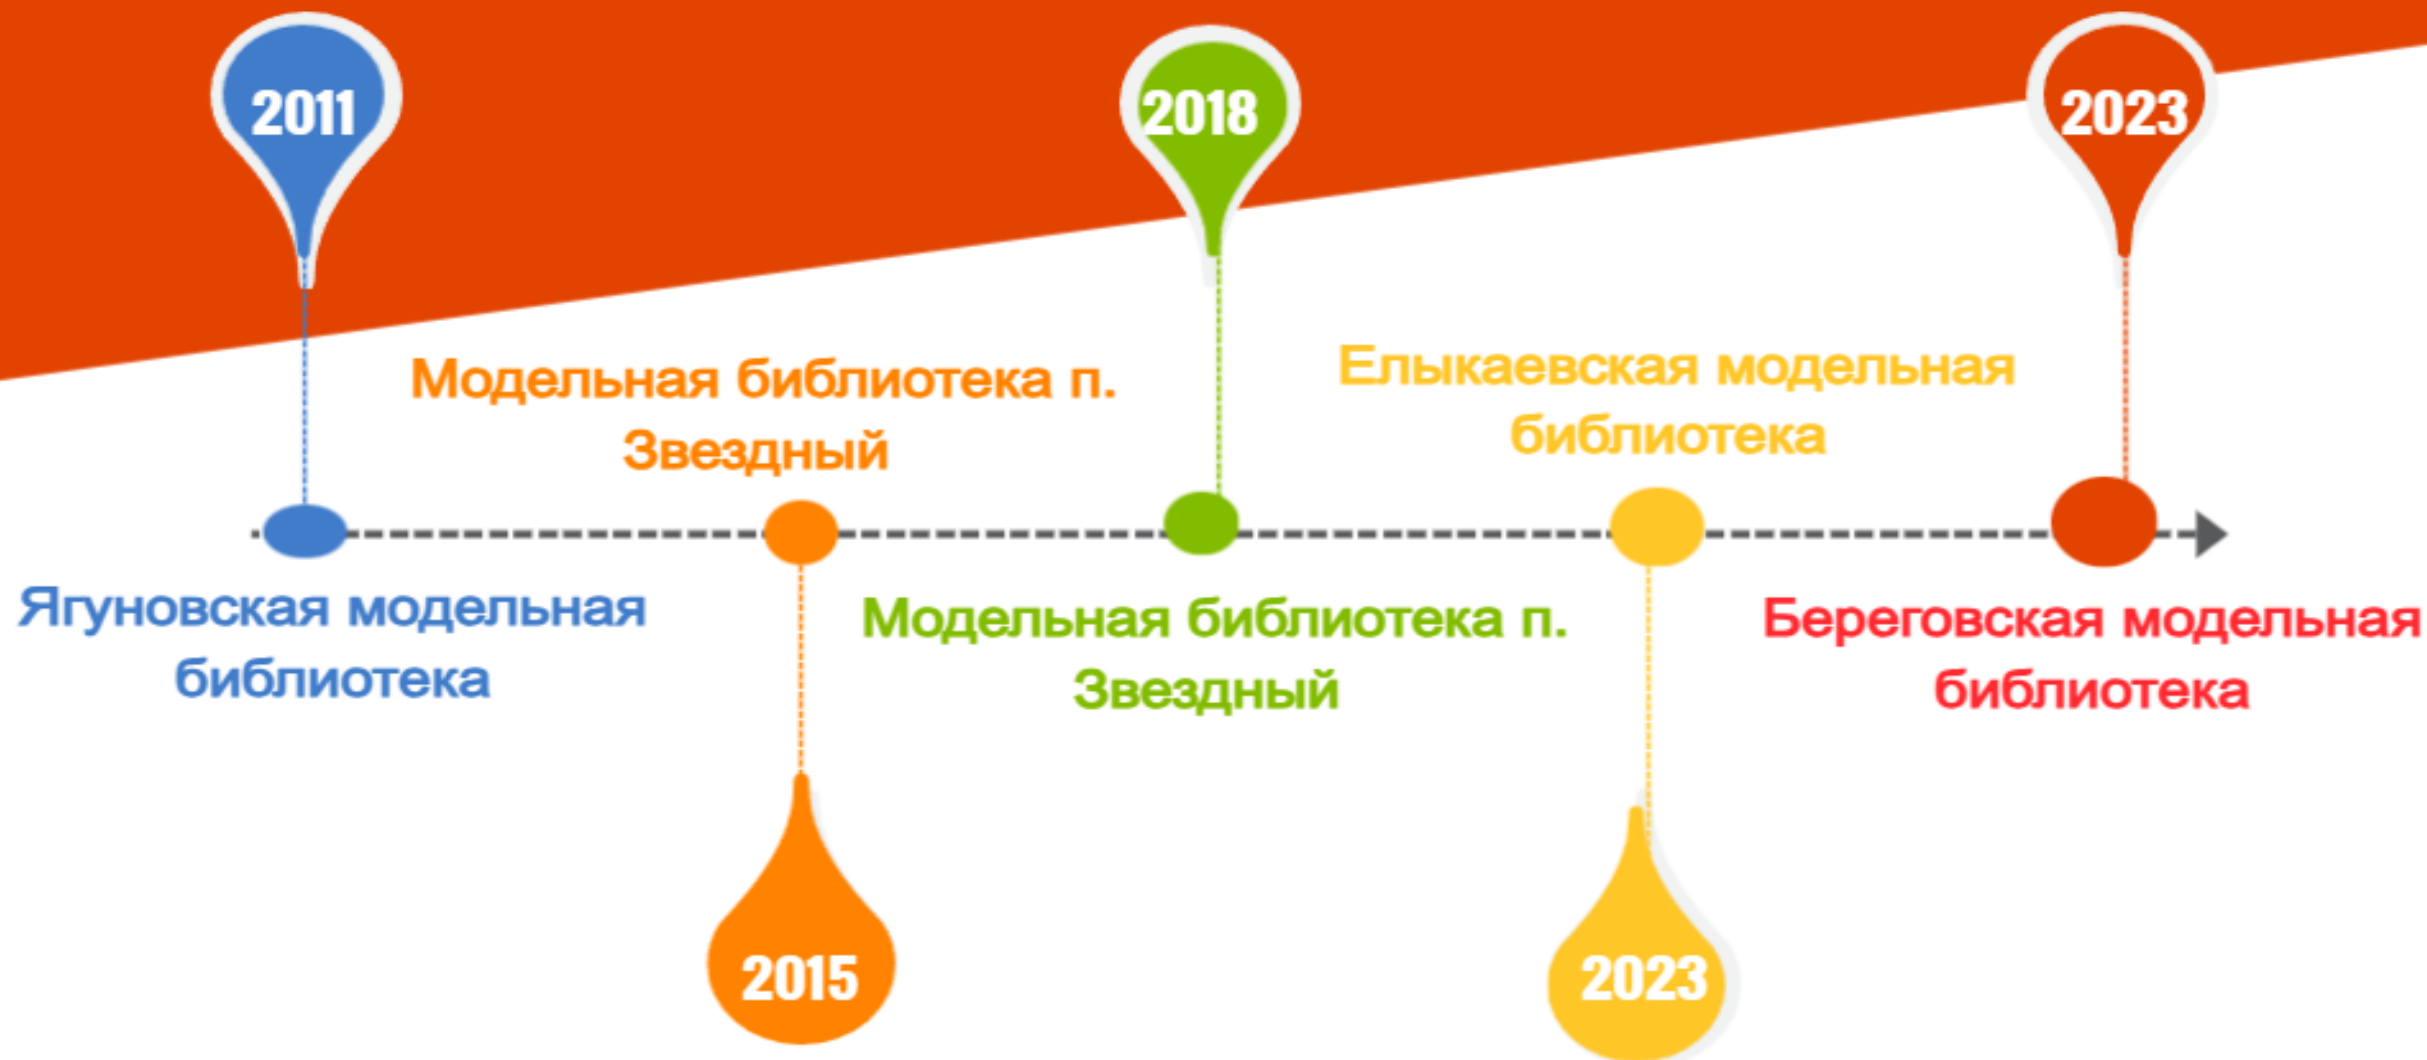 2011
2018
2023
Модельная библиотека п.
Звездный
Елыкаевская модельная
библиотека
Ягуновская модельная
библиотека
Модельная библиотека п.
Звездный
Береговская модельная
библиотека
2015
2023